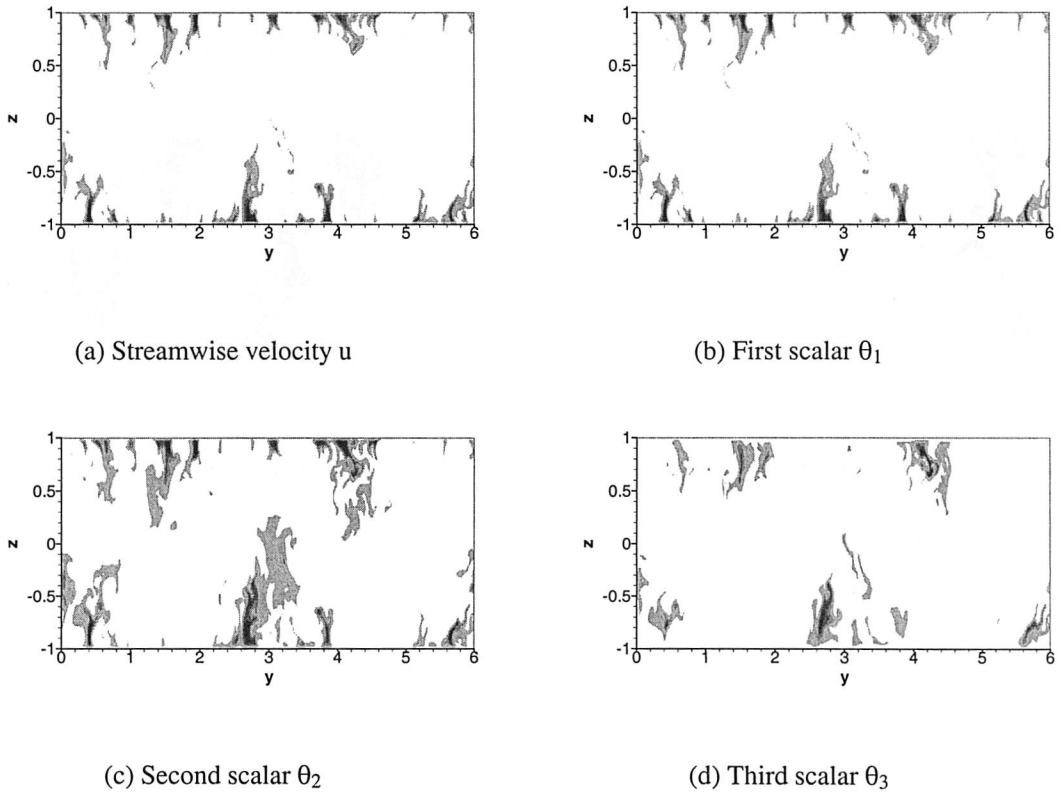 1
0.5
z
0
-0.5
-1
0 1 2 3 4 5 6
y
(a) Streamwise velocity u
1
0.5
z
0
-0.5
-1
0 1 2 3 4 5 6
y
(b) First scalar θ₁
1
0.5
z
0
-0.5
-1
0 1 2 3 4 5 6
y
(c) Second scalar θ₂
1
0.5
z
0
-0.5
-1
0 1 2 3 4 5 6
y
(d) Third scalar θ₃